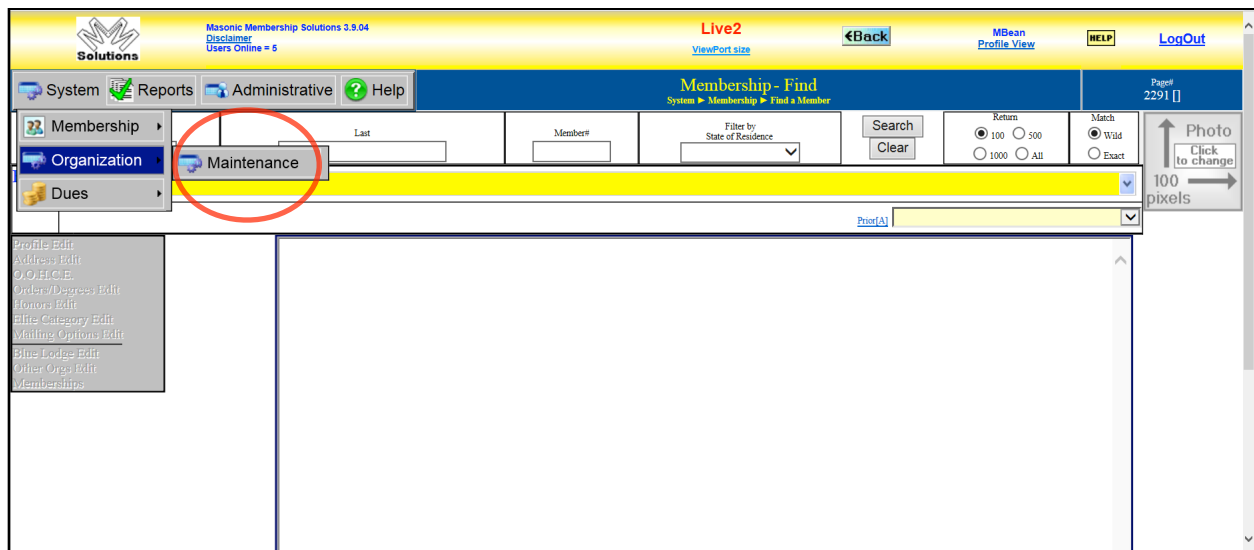 Solutions
Masonic Membership Solutions 3.9.04
Disclaimer
Users Online = 5
Live2
ViewPort size
Back
MBean
Profile View
HELP
LogOut
System Reports Administrative Help
Membership - Find
System ► Membership ► Find a Member
Page#
2291 []
Membership
Organization
Dues
Maintenance
Last
Member#
Filter by
State of Residence
Search
Clear
Return
100 500
1000 All
Match
Wild
Exact
Photo
Click
to change
100
pixels
Prior[A]
Profile Edit
Address Edit
O.O.H.C.E.
Orders/Degrees Edit
Honors Edit
Elite Category Edit
Mailing Options Edit
Blue Lodge Edit
Other Orgs Edit
Memberships